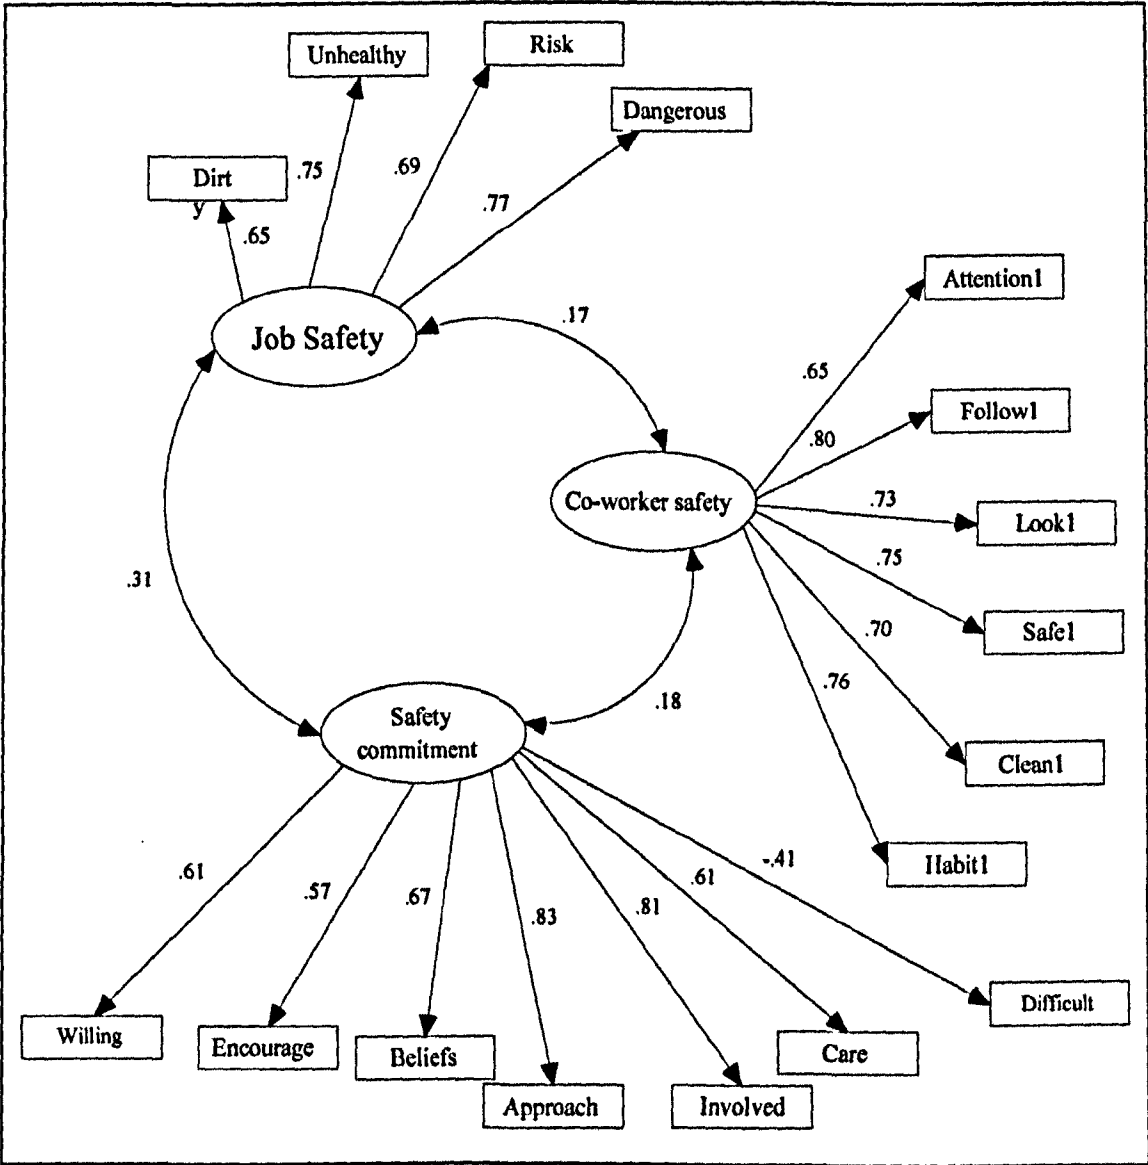 Unhealthy
Risk
Dangerous
Dirt
y
.75
.69
.77
.65
Job Safety
.17
Attention1
.65
Follow1
.80
Co-worker safety
.73
Look1
.75
Safe1
.31
.70
.76
.18
Safety
commitment
Clean1
Habit1
.61
.57
.67
.83
.81
.61
-.41
Difficult
Willing
Encourage
Beliefs
Care
Approach
Involved